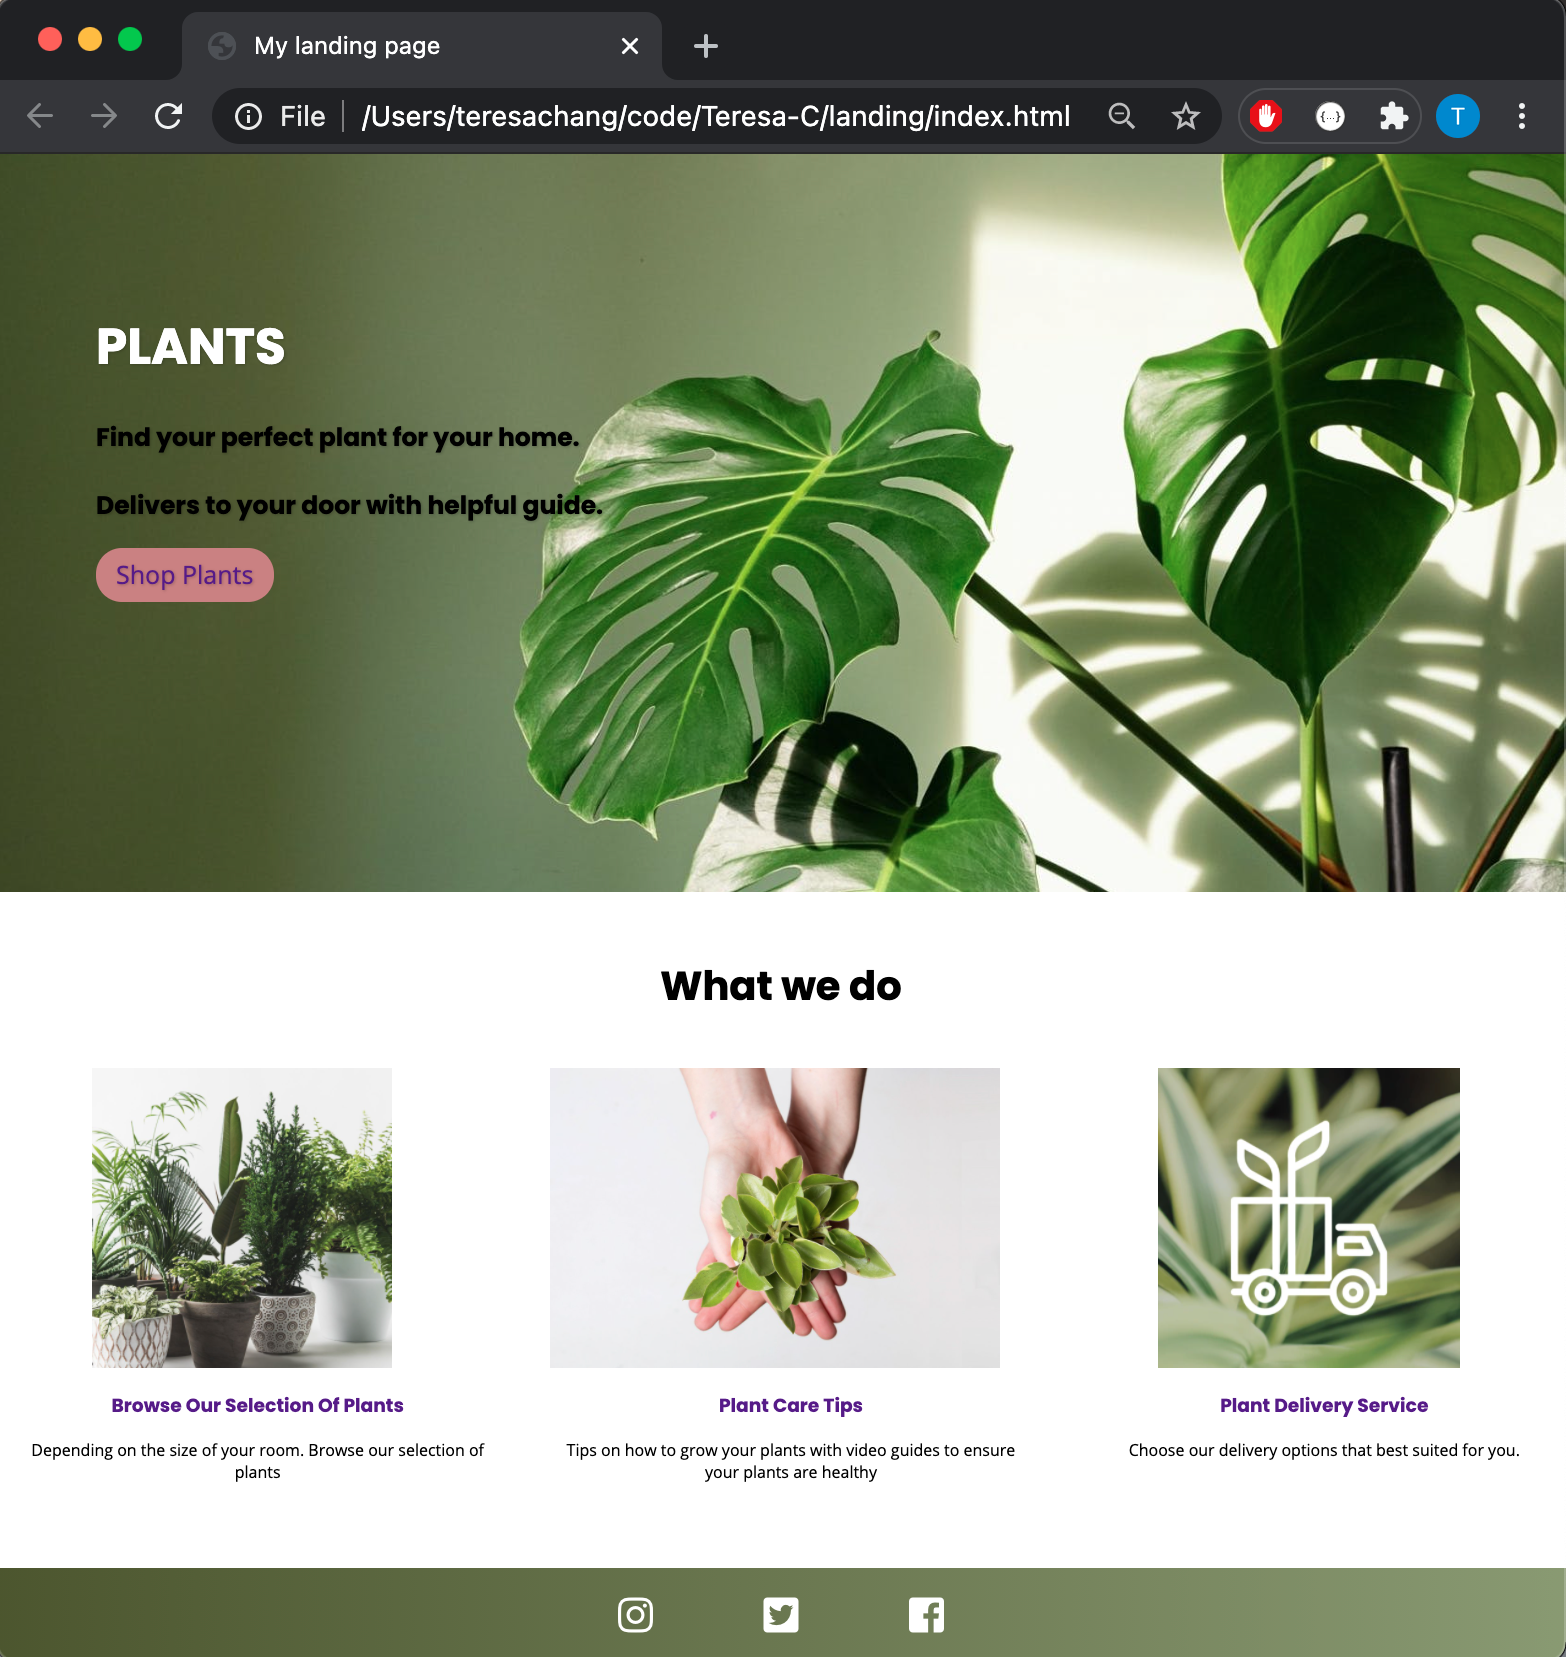 My landing page
File
/Users/teresachang/code/Teresa-C/landing/index.html
{...}
T
PLANTS
Find your perfect plant for your home.
Delivers to your door with helpful guide.
Shop Plants
What we do
Browse Our Selection Of Plants
Depending on the size of your room. Browse our selection of
plants
Plant Care Tips
Tips on how to grow your plants with video guides to ensure
your plants are healthy
Plant Delivery Service
Choose our delivery options that best suited for you.